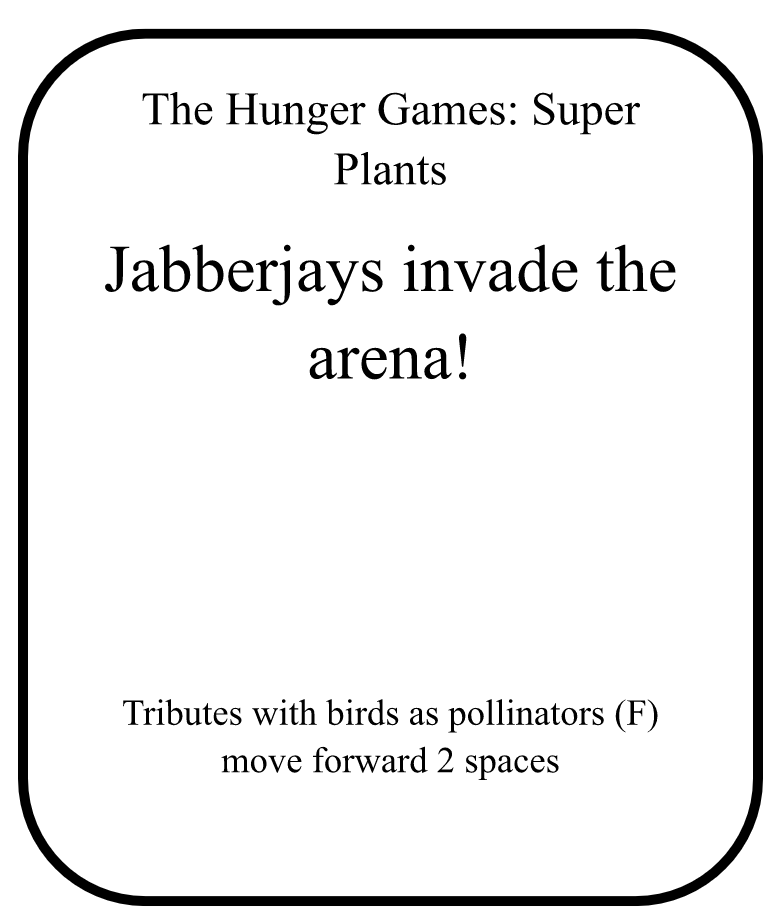 The Hunger Games: Super
Plants
Jabberjays invade the
arena!
Tributes with birds as pollinators (F)
move forward 2 spaces